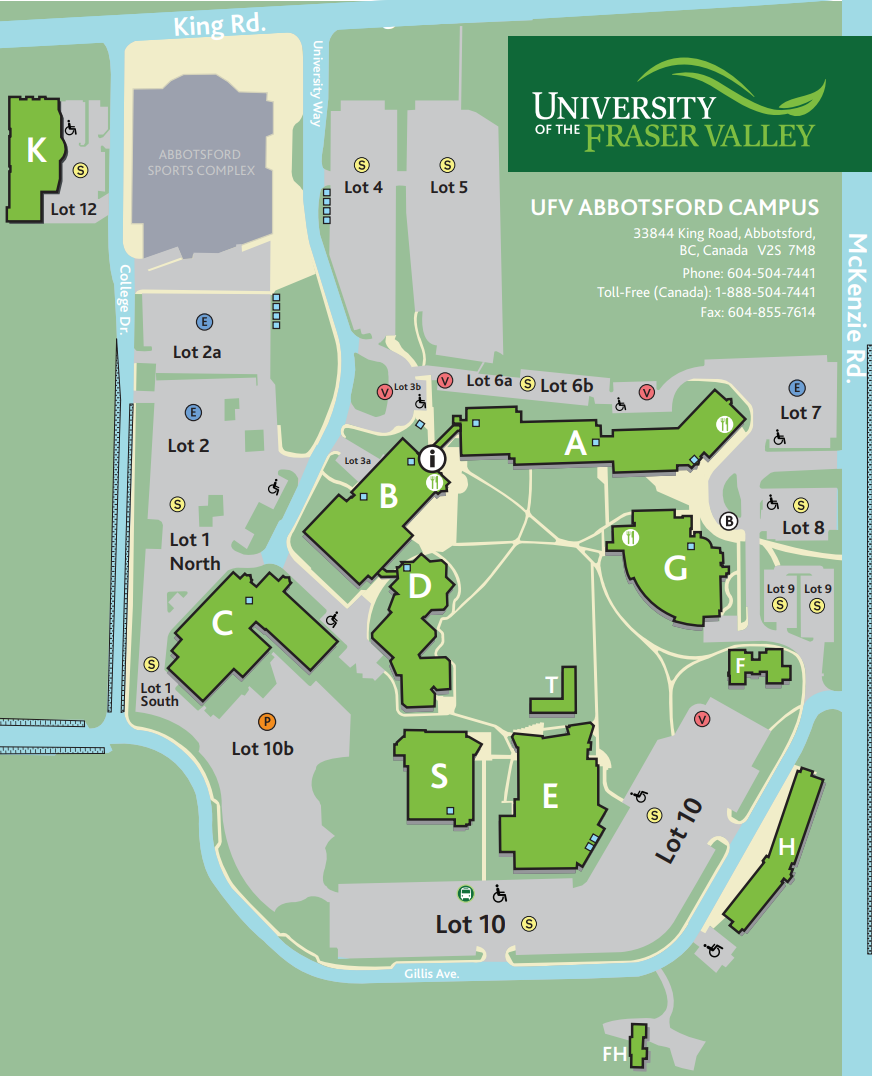 King Rd.
University Way
UNIVERSITY
OF THE FRASER VALLEY
UFV ABBOTSFORD CAMPUS
33844 King Road, Abbotsford,
BC, Canada V2S 7M8
Phone: 604-504-7441
Toll-Free (Canada): 1-888-504-7441
Fax: 604-855-7614
McKenzie Rd.
K
S
Lot 12
ABBOTSFORD
SPORTS COMPLEX
S
Lot 4
S
Lot 5
College Dr.
E
Lot 2a
E
Lot 2
V
Lot 3b
V
Lot 6a
S
Lot 6b
V
E
Lot 7
A
Lot 3a
i
B
S
Lot 1
North
S
Lot 8
B
G
D
C
Lot 9
S
Lot 9
S
S
Lot 1
South
F
T
P
Lot 10b
V
S
E
S
Lot 10
H
Lot 10
S
Gillis Ave.
FH